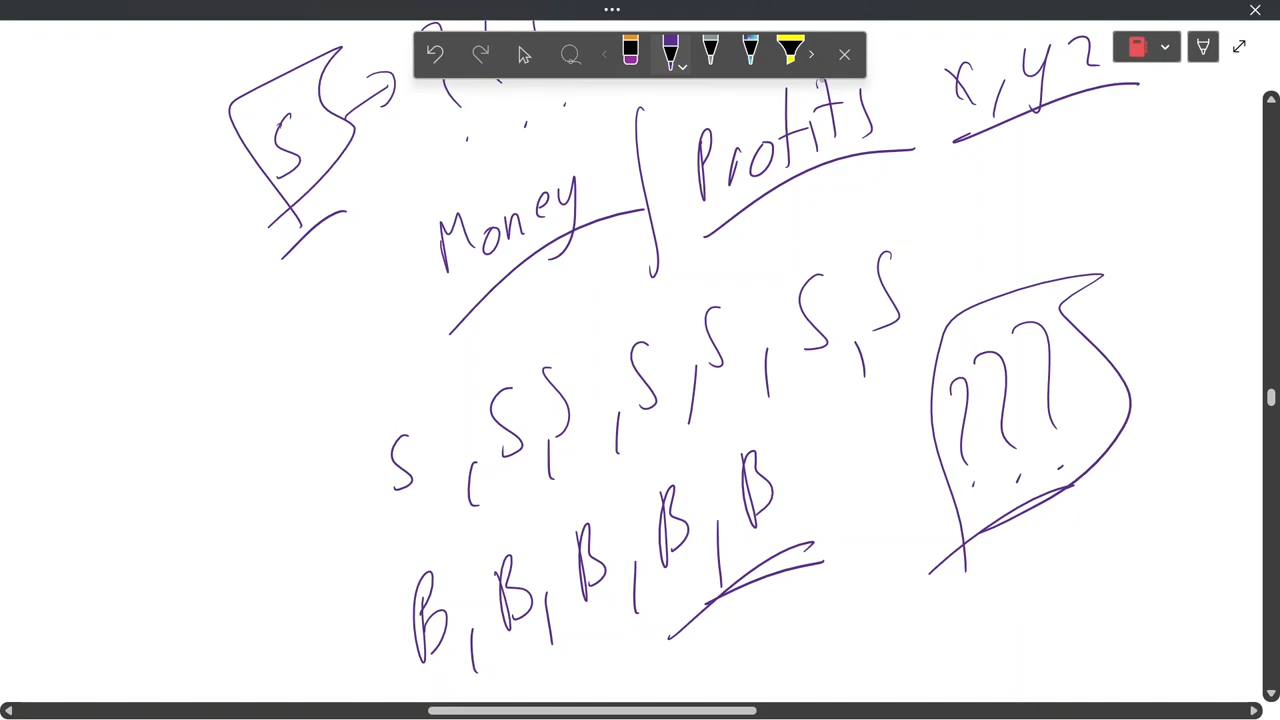 S
Money
Profits
x, y z
S, S, S, S, S, S, S
???
B, B, B, B, B